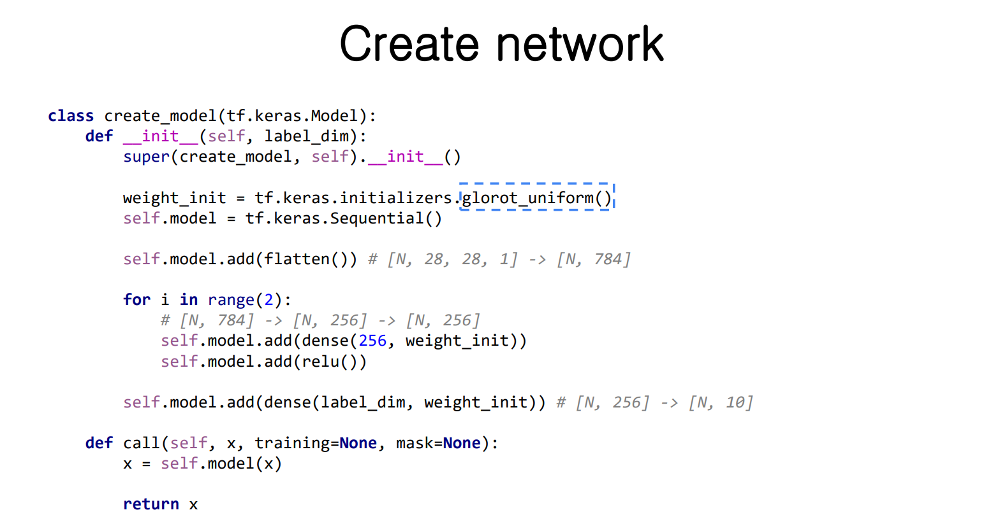 Create network
class create_model(tf.keras.Model):
    def __init__(self, label_dim):
        super(create_model, self).__init__()
        weight_init = tf.keras.initializers.glorot_uniform()
        self.model = tf.keras.Sequential()
        self.model.add(flatten()) # [N, 28, 28, 1] -> [N, 784]
        for i in range(2):
            # [N, 784] -> [N, 256] -> [N, 256]
            self.model.add(dense(256, weight_init))
            self.model.add(relu())
        self.model.add(dense(label_dim, weight_init)) # [N, 256] -> [N, 10]
    def call(self, x, training=None, mask=None):
        x = self.model(x)
        return x